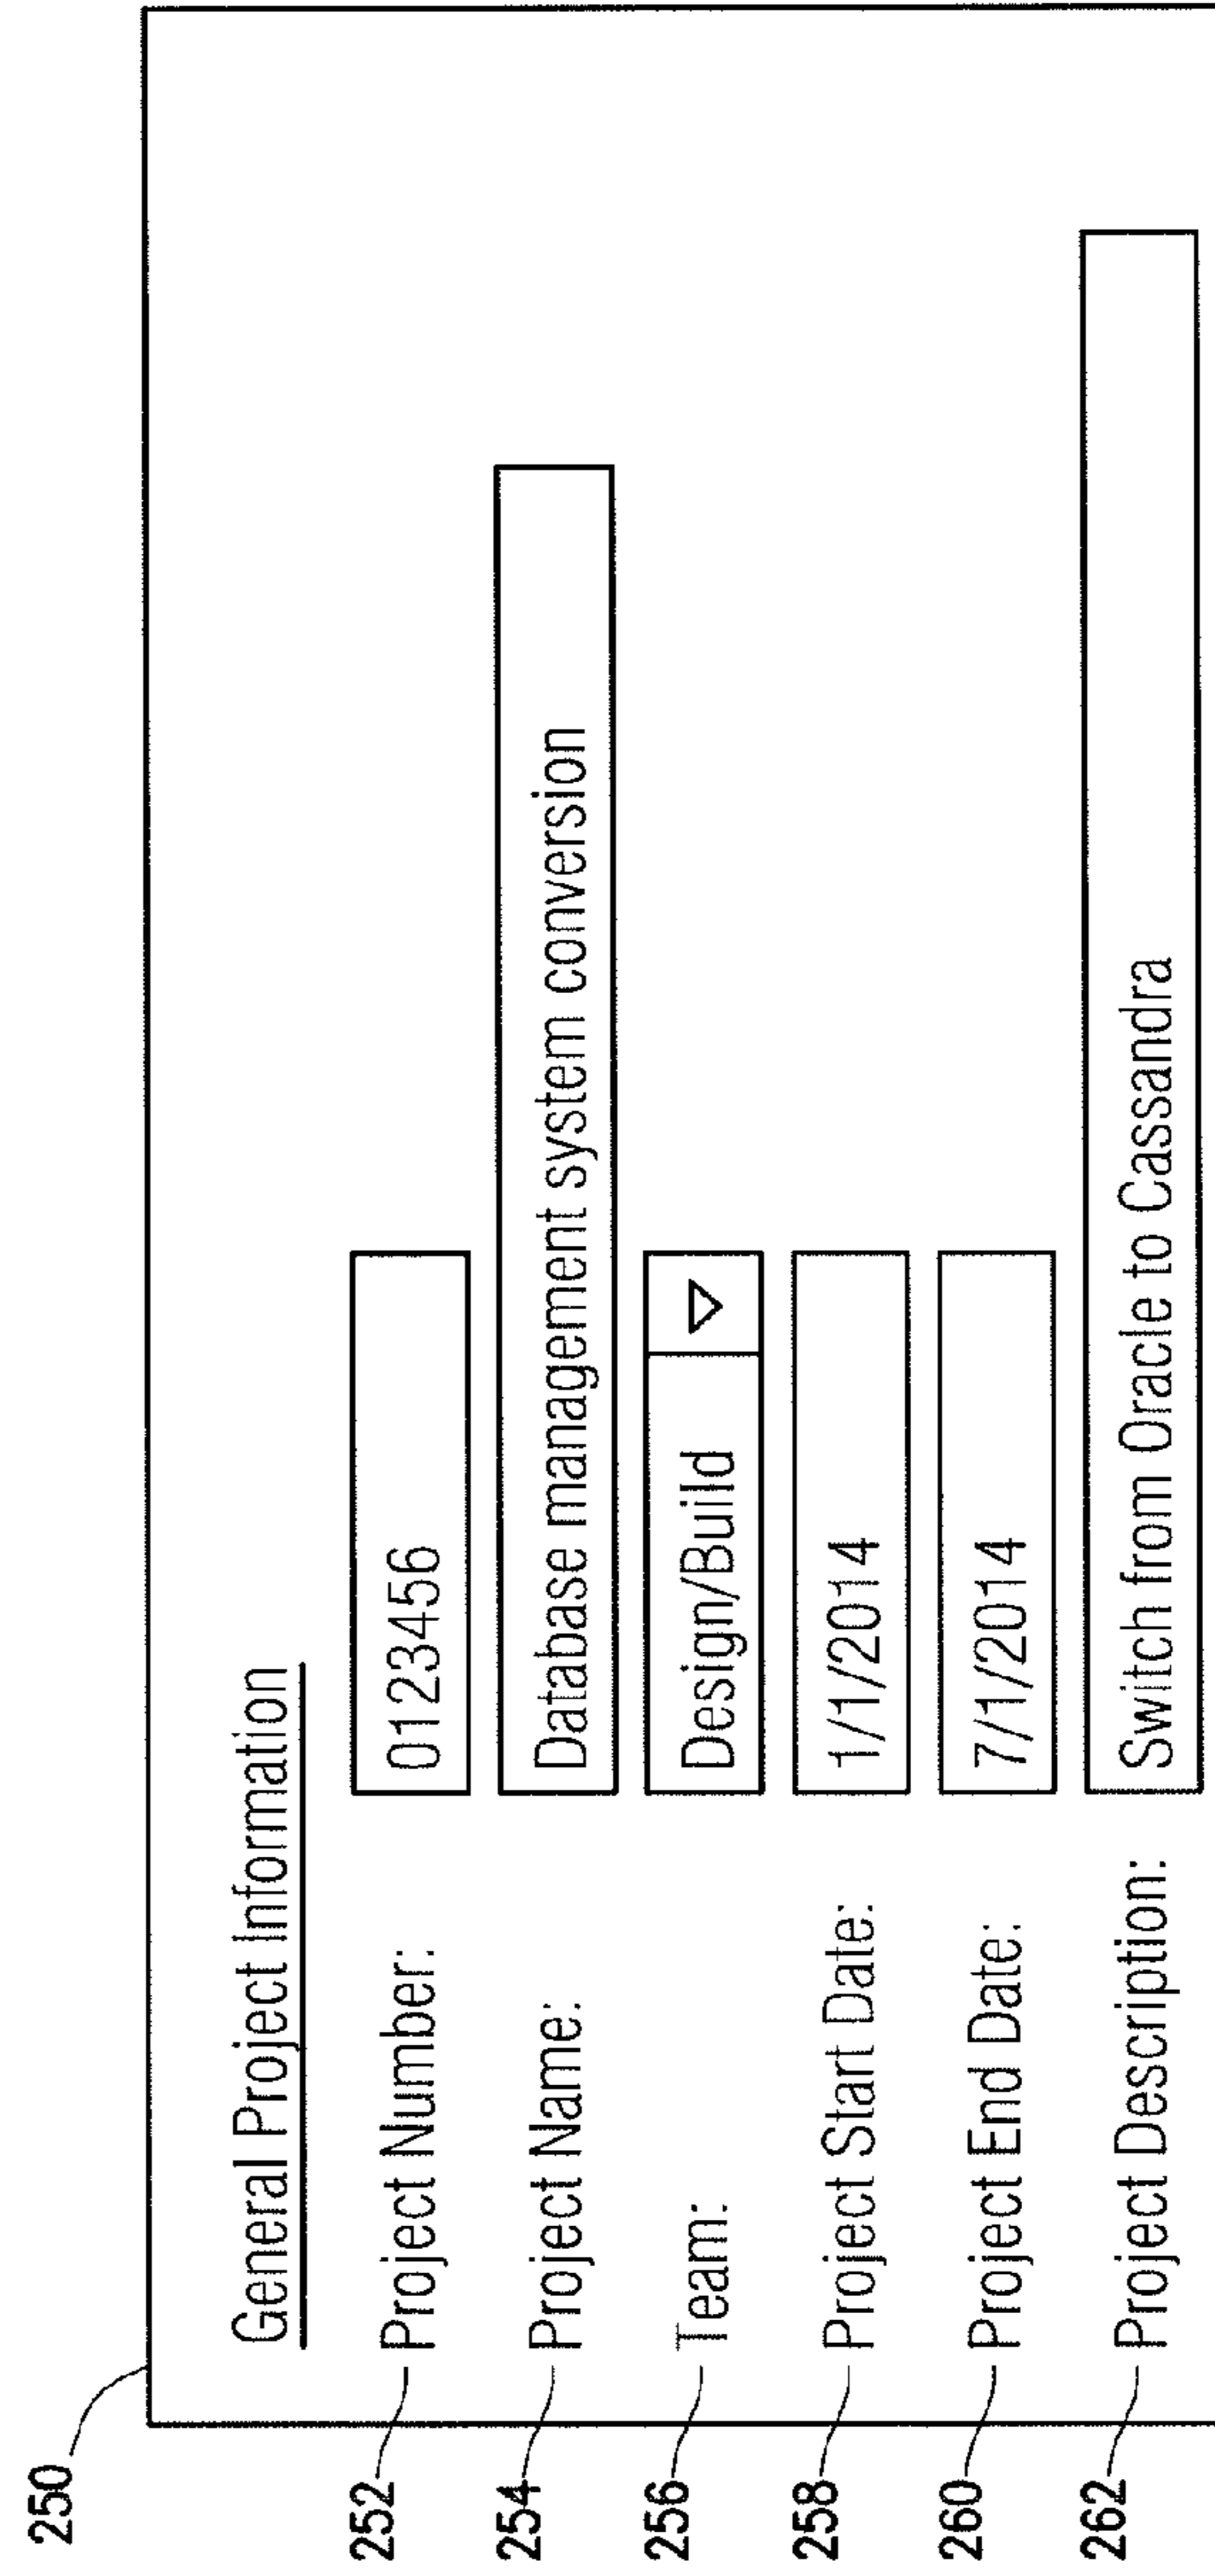 250
General Project Information
252 Project Number: 0123456
254 Project Name: Database management system conversion
256 Team: Design/Build
258 Project Start Date: 1/1/2014
260 Project End Date: 7/1/2014
262 Project Description: Switch from Oracle to Cassandra